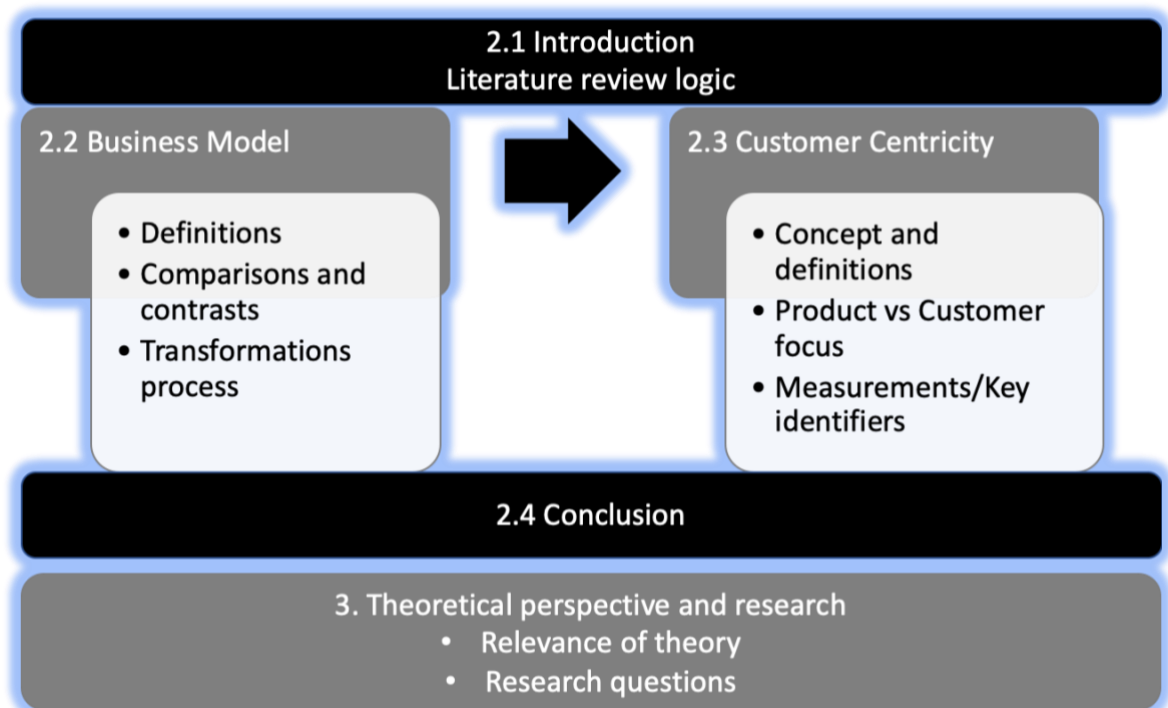 2.1 Introduction
Literature review logic
2.2 Business Model
• Definitions
• Comparisons and
contrasts
• Transformations
process
2.3 Customer Centricity
• Concept and
definitions
• Product vs Customer
focus
• Measurements/Key
identifiers
2.4 Conclusion
3. Theoretical perspective and research
• Relevance of theory
• Research questions